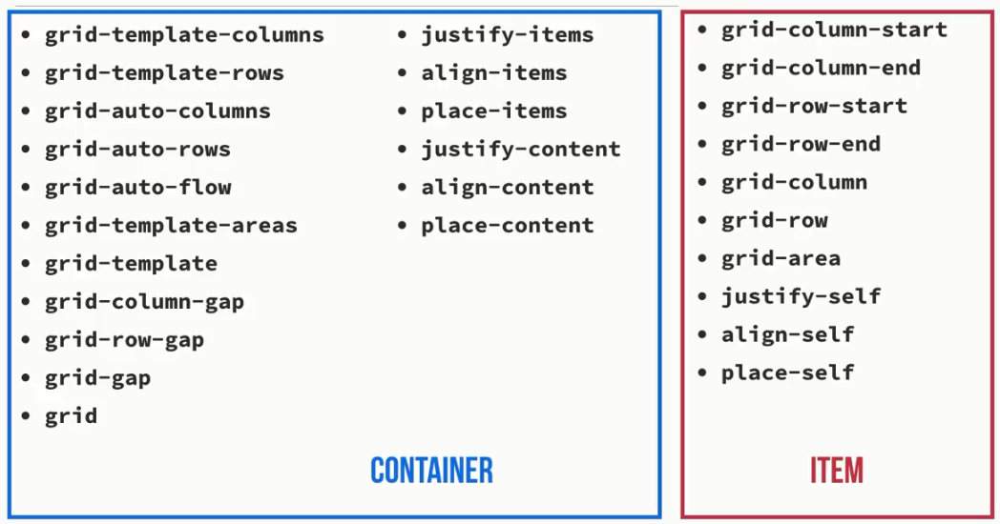 • grid-template-columns
• grid-template-rows
• grid-auto-columns
• grid-auto-rows
• grid-auto-flow
• grid-template-areas
• grid-template
• grid-column-gap
• grid-row-gap
• grid-gap
• grid
• justify-items
• align-items
• place-items
• justify-content
• align-content
• place-content
CONTAINER
• grid-column-start
• grid-column-end
• grid-row-start
• grid-row-end
• grid-column
• grid-row
• grid-area
• justify-self
• align-self
• place-self
ITEM